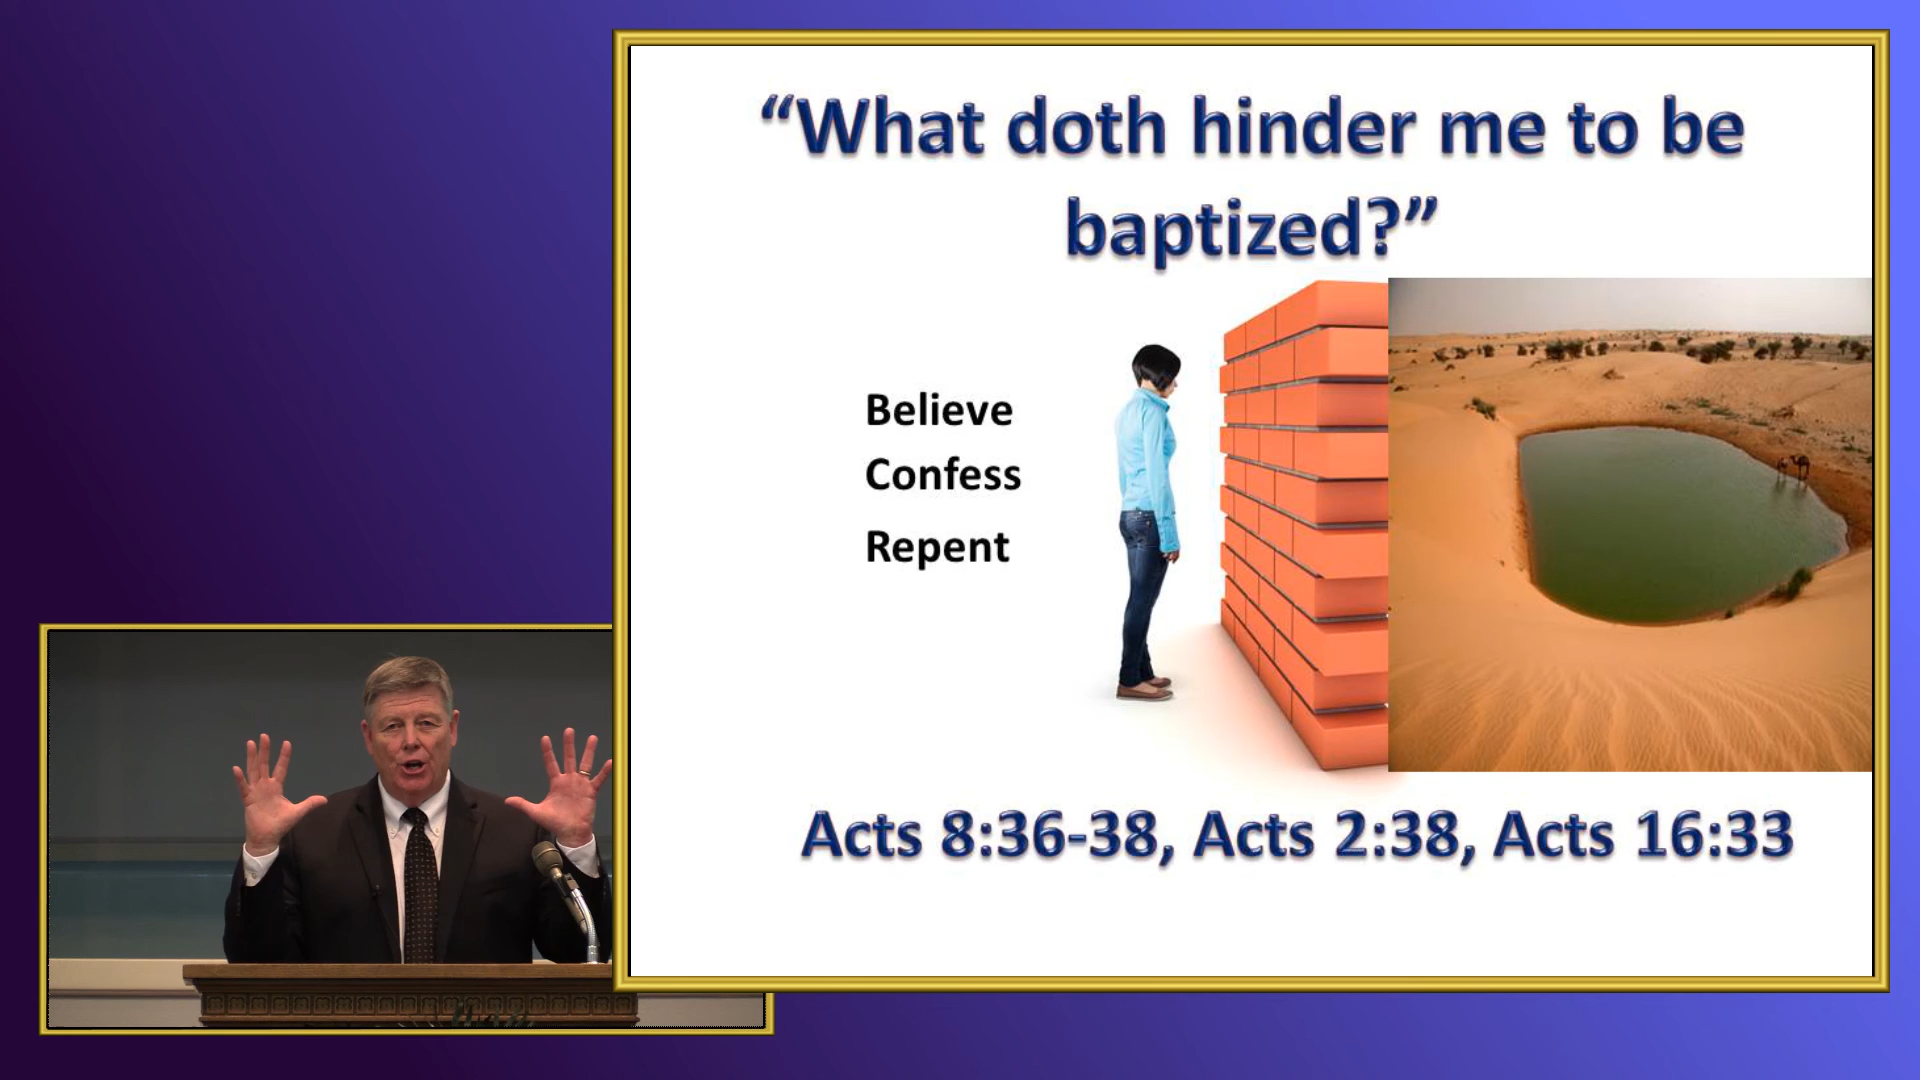 “What doth hinder me to be
baptized?”
Believe
Confess
Repent
Acts 8:36-38, Acts 2:38, Acts 16:33